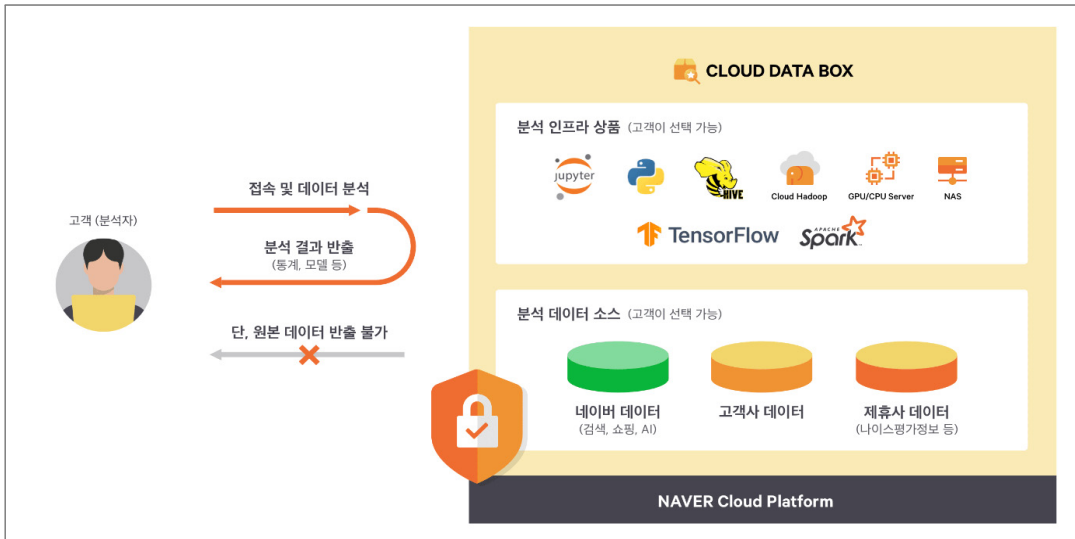 CLOUD DATA BOX
분석 인프라 상품 (고객이 선택 가능)
jupyter
HIVE
Cloud Hadoop
GPU/CPU Server
NAS
TensorFlow
APACHE
Spark
접속 및 데이터 분석
고객 (분석자)
분석 결과 반출
(통계, 모델 등)
단, 원본 데이터 반출 불가
분석 데이터 소스 (고객이 선택 가능)
네이버 데이터
(검색, 쇼핑, AI)
고객사 데이터
제휴사 데이터
(나이스평가정보 등)
NAVER Cloud Platform